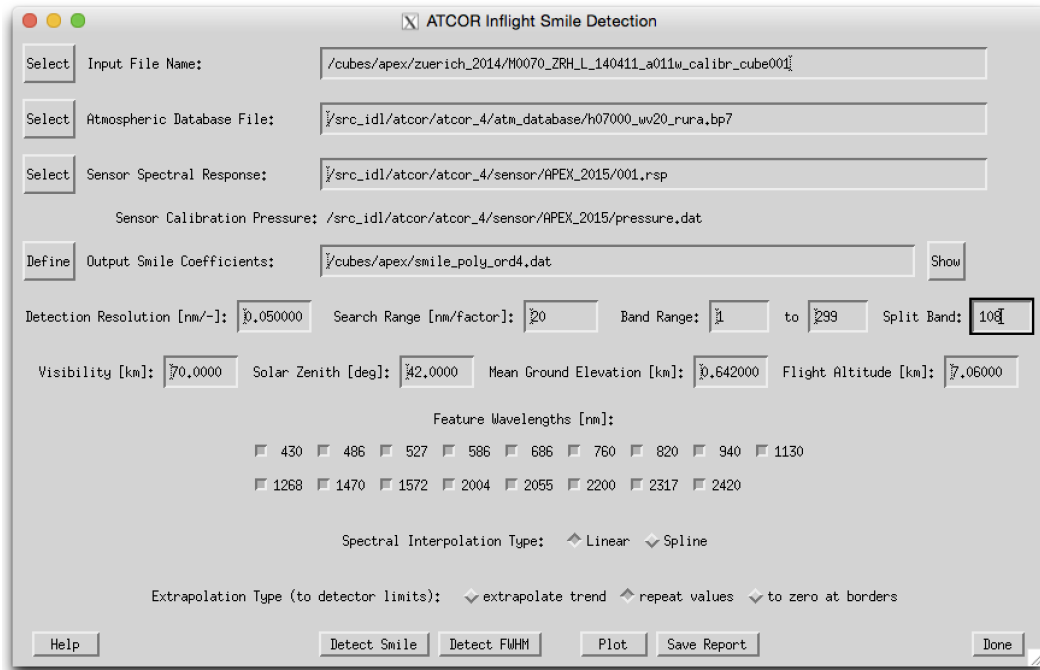 ATCOR Inflight Smile Detection
Select Input File Name: /cubes/apex/zuerich_2014/M0070_ZRH_L_140411_a011w_calibr_cube001
Select Atmospheric Database File: /src_idl/atcor/atcor_4/atm_database/h07000_wv20_rura.bp7
Select Sensor Spectral Response: /src_idl/atcor/atcor_4/sensor/APEX_2015/001.rsp
Sensor Calibration Pressure: /src_idl/atcor/atcor_4/sensor/APEX_2015/pressure.dat
Define Output Smile Coefficients: /cubes/apex/smile_poly_ord4.dat Show
Detection Resolution [nm/-]: 0.050000 Search Range [nm/factor]: 20 Band Range: 1 to 299 Split Band: 108
Visibility [km]: 70.0000 Solar Zenith [deg]: 42.0000 Mean Ground Elevation [km]: 0.642000 Flight Altitude [km]: 7.06000
Feature Wavelengths [nm]:
430 486 527 586 686 760 820 940 1130
1268 1470 1572 2004 2055 2200 2317 2420
Spectral Interpolation Type: Linear Spline
Extrapolation Type (to detector limits): extrapolate trend repeat values to zero at borders
Help Detect Smile Detect FWHM Plot Save Report Done